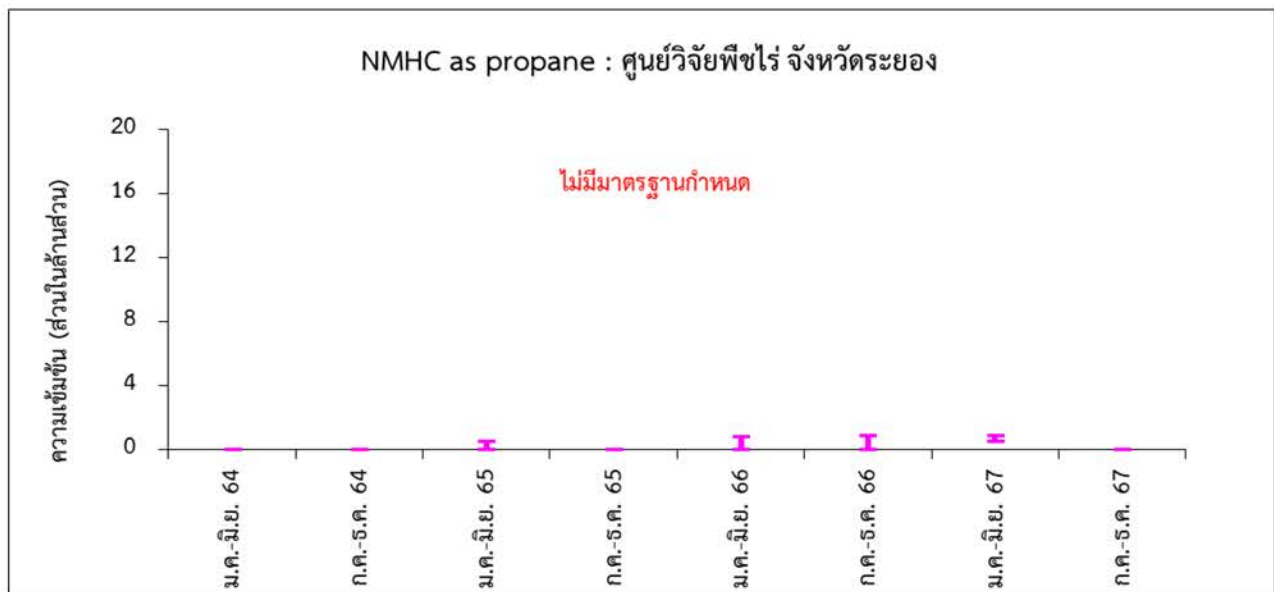 NMHC as propane : ศูนย์วิจัยพืชไร่ จังหวัดระยอง
ความเข้มข้น (ส่วนในล้านส่วน)
20
16
12
8
4
0
ไม่มีมาตรฐานกำหนด
ม.ค.-มิ.ย. 64
ก.ค.-ธ.ค. 64
ม.ค.-มิ.ย. 65
ก.ค.-ธ.ค. 65
ม.ค.-มิ.ย. 66
ก.ค.-ธ.ค. 66
ม.ค.-มิ.ย. 67
ก.ค.-ธ.ค. 67